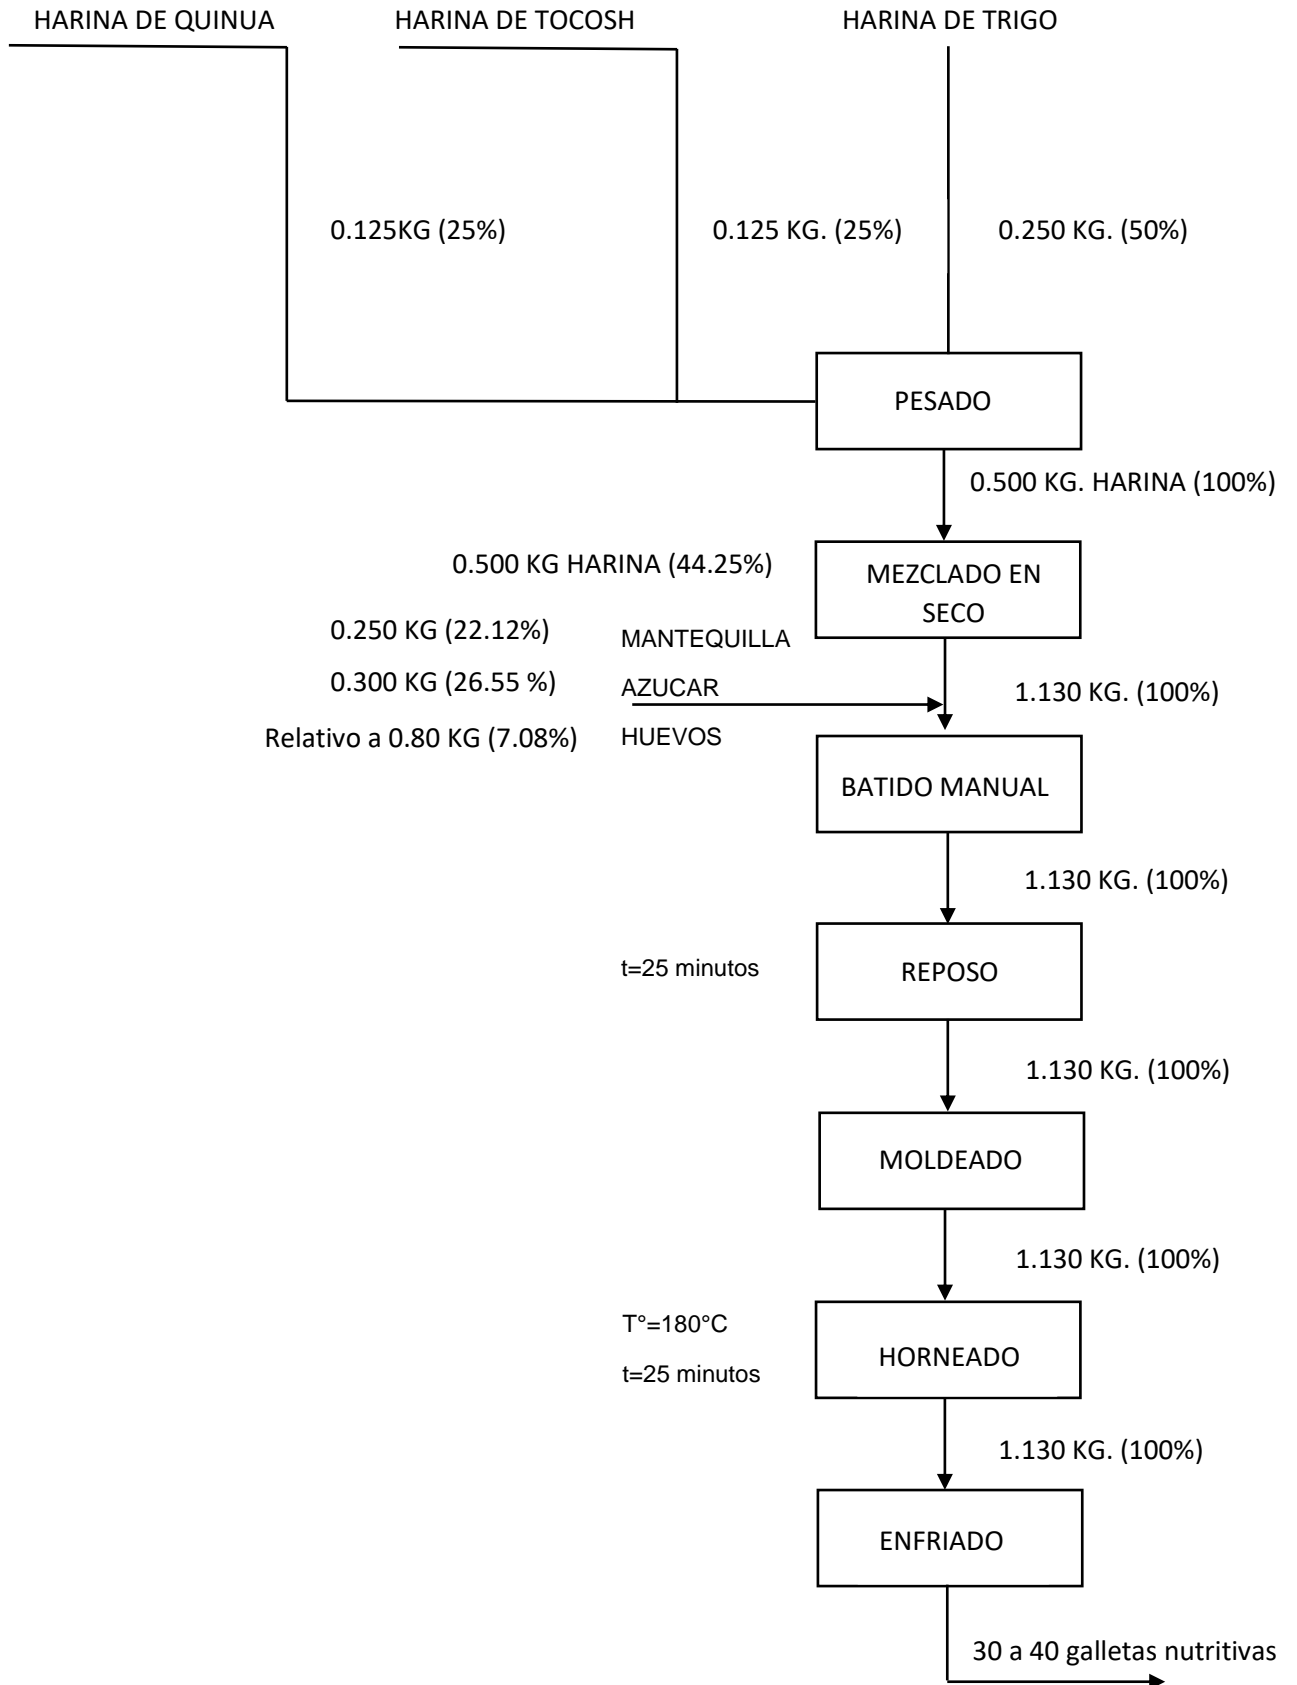 HARINA DE QUINUA
HARINA DE TOCOSH
HARINA DE TRIGO
0.125KG (25%)
0.125 KG. (25%)
0.250 KG. (50%)
PESADO
0.500 KG. HARINA (100%)
0.500 KG HARINA (44.25%)
MEZCLADO EN
SECO
0.250 KG (22.12%)
MANTEQUILLA
0.300 KG (26.55 %)
AZUCAR
1.130 KG. (100%)
Relativo a 0.80 KG (7.08%)
HUEVOS
BATIDO MANUAL
1.130 KG. (100%)
t=25 minutos
REPOSO
1.130 KG. (100%)
MOLDEADO
1.130 KG. (100%)
T°=180°C
t=25 minutos
HORNEADO
1.130 KG. (100%)
ENFRIADO
30 a 40 galletas nutritivas